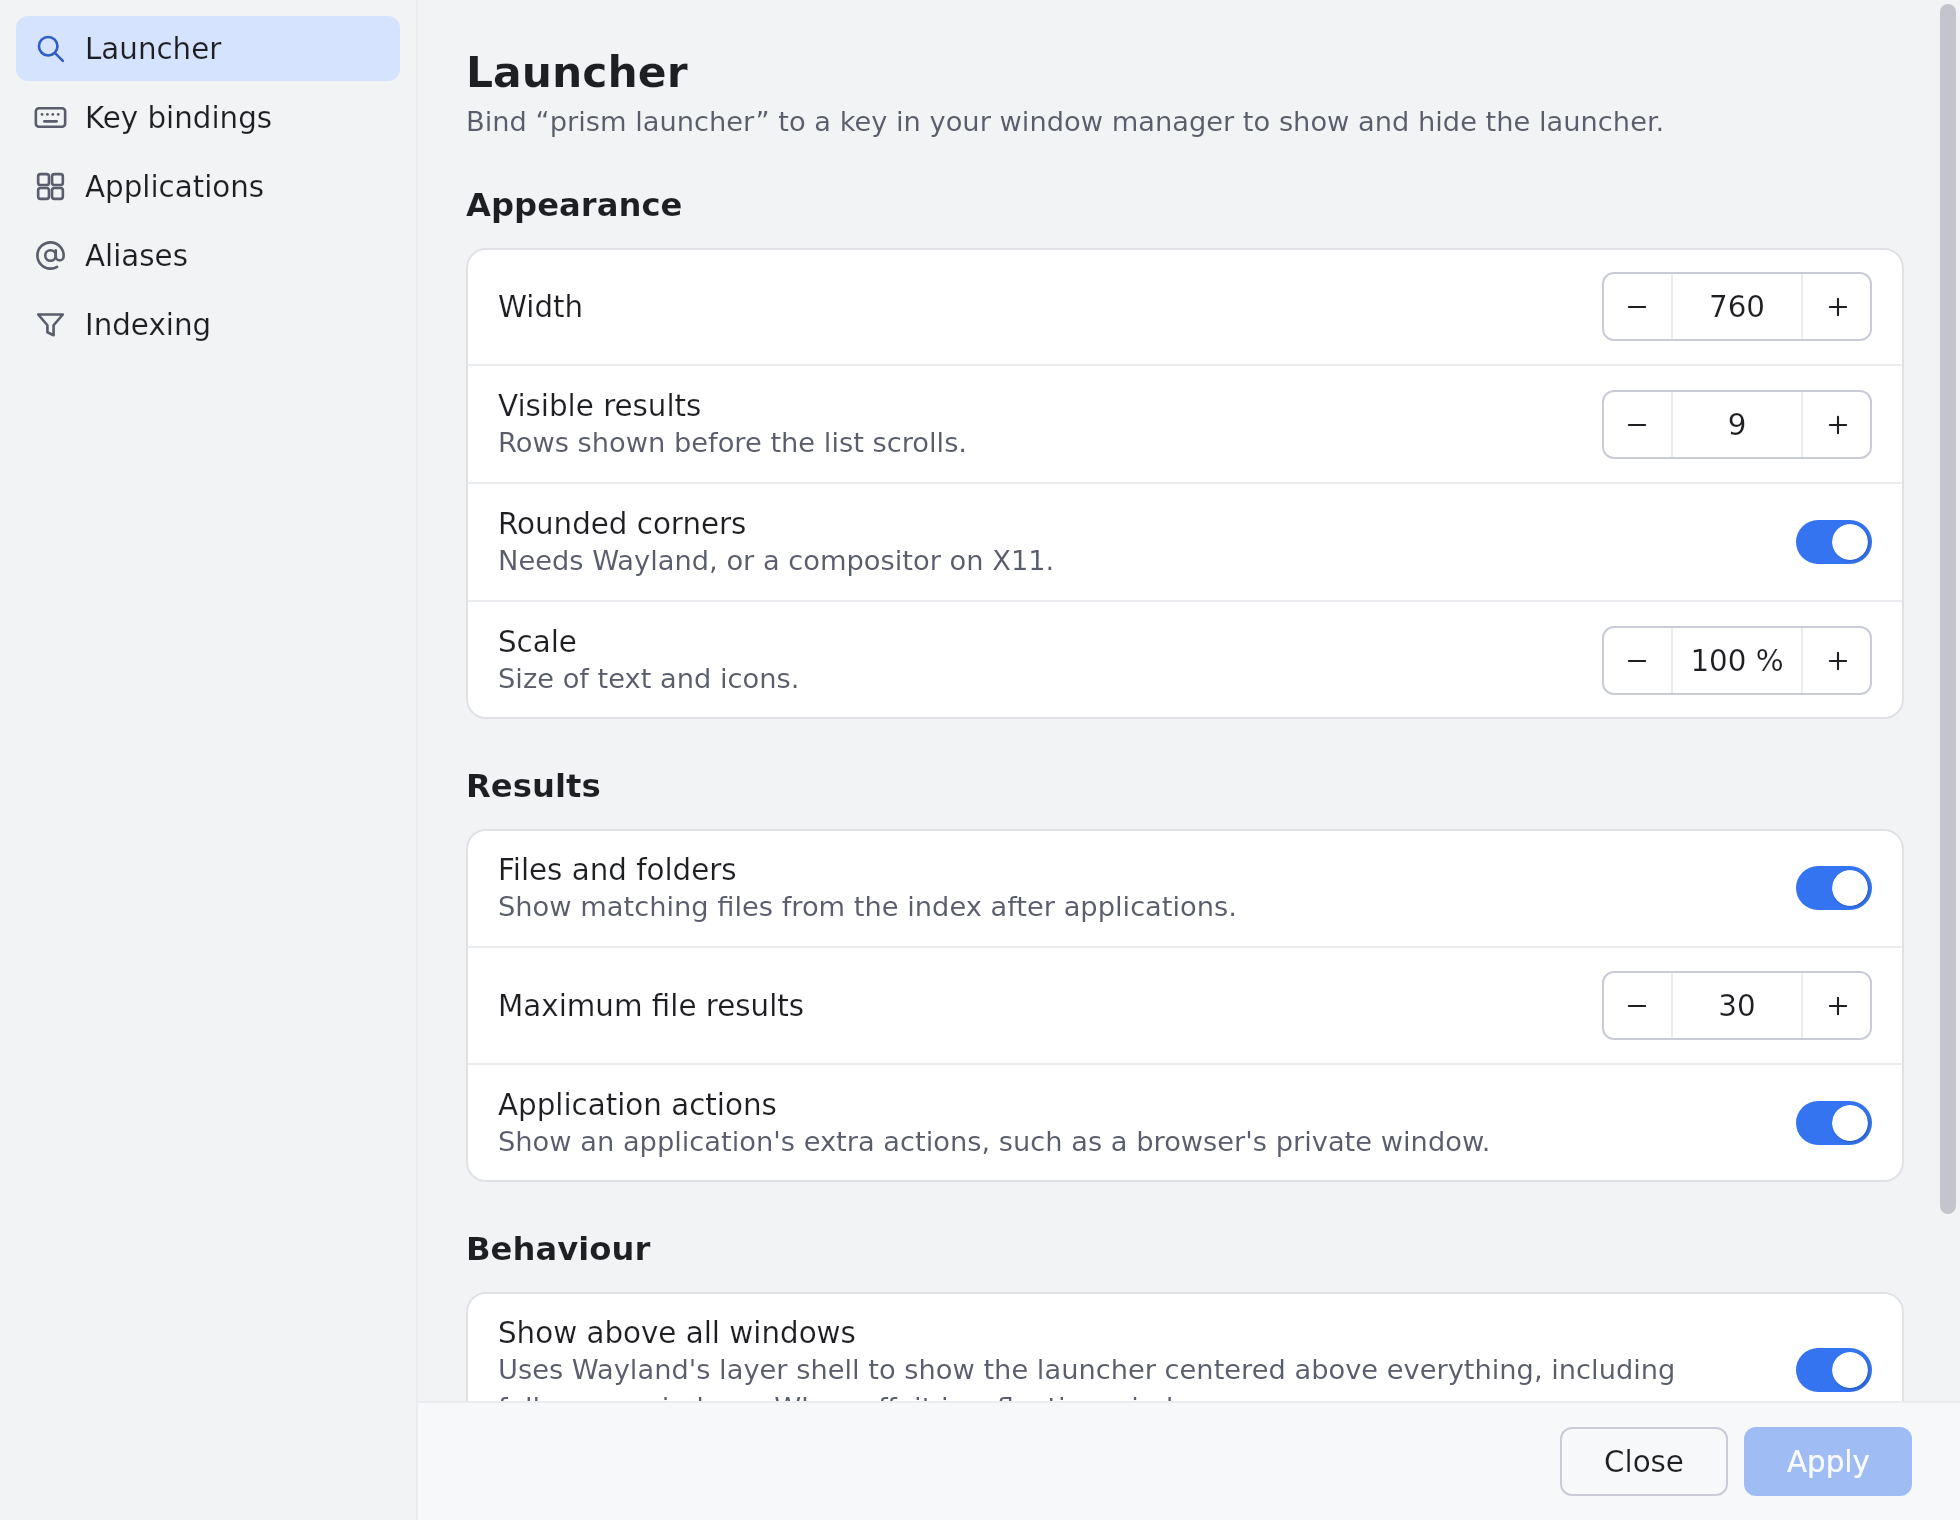 Launcher
Key bindings
Applications
Aliases
Indexing
Launcher
Bind “prism launcher” to a key in your window manager to show and hide the launcher.
Appearance
Width
− 760 +
Visible results
Rows shown before the list scrolls.
− 9 +
Rounded corners
Needs Wayland, or a compositor on X11.
Scale
Size of text and icons.
− 100 % +
Results
Files and folders
Show matching files from the index after applications.
Maximum file results
− 30 +
Application actions
Show an application's extra actions, such as a browser's private window.
Behaviour
Show above all windows
Uses Wayland's layer shell to show the launcher centered above everything, including
Close
Apply